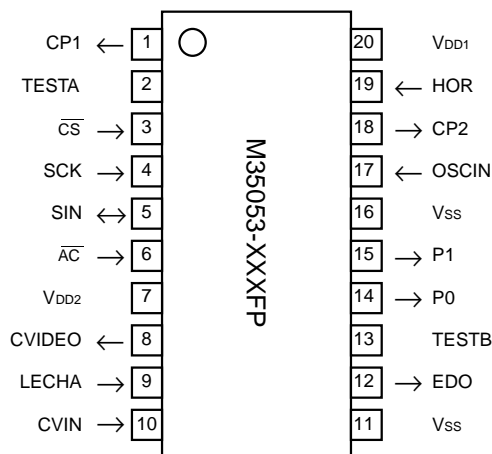 CP1 ← 1
TESTA 2
C̅S̅ → 3
SCK → 4
SIN ↔ 5
A̅C̅ → 6
VDD2 7
CVIDEO ← 8
LECHA → 9
CVIN → 10
M35053-XXXFP
20 VDD1
19 ← HOR
18 → CP2
17 ← OSCIN
16 VSS
15 → P1
14 → P0
13 TESTB
12 → EDO
11 VSS